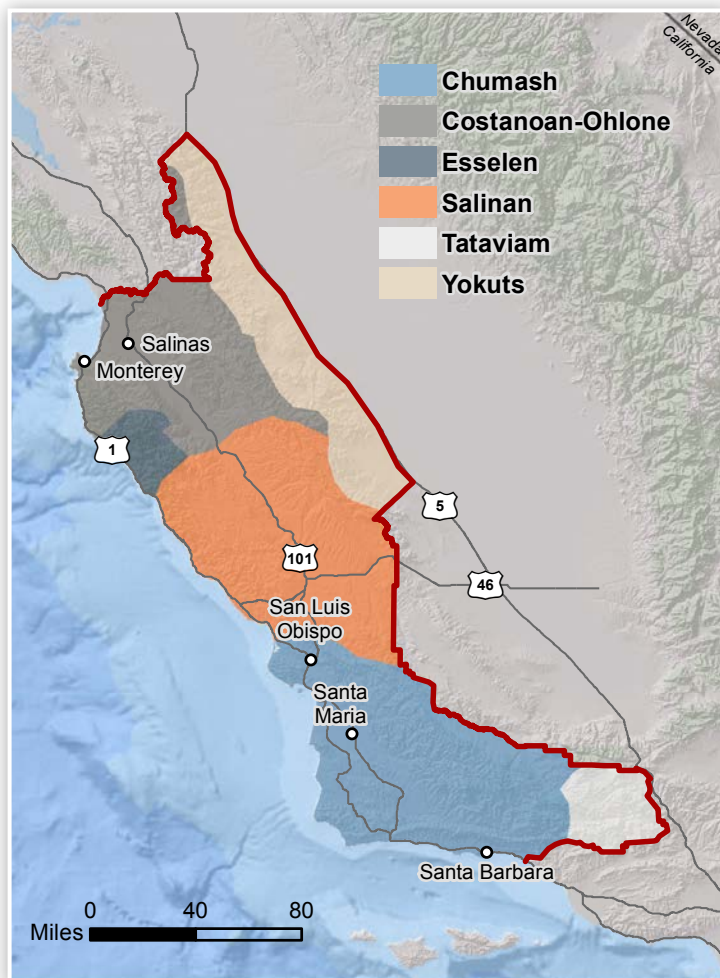 Nevada
California
Chumash
Costanoan-Ohlone
Esselen
Salinan
Tataviam
Yokuts
Salinas
Monterey
1
5
101
46
San Luis
Obispo
Santa
Maria
Santa Barbara
0 40 80
Miles